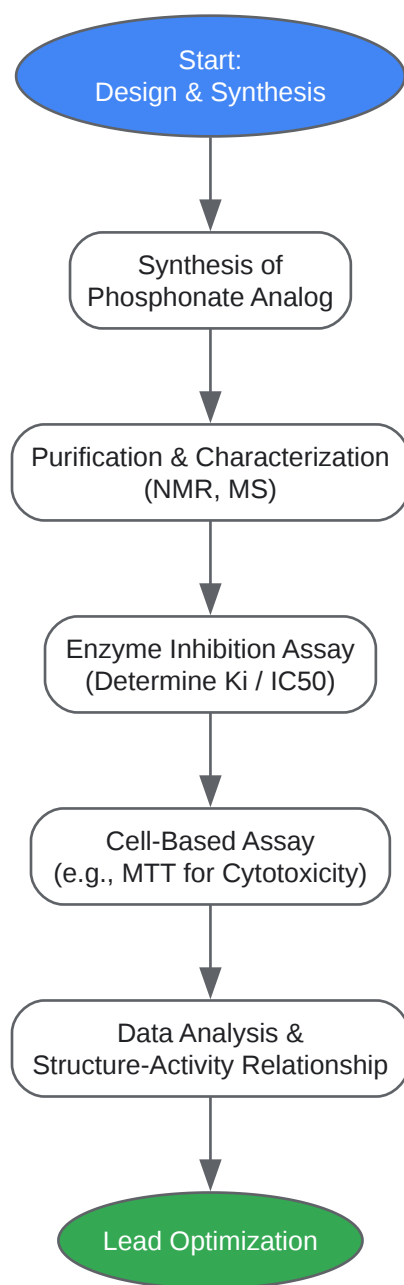 Start:
Design & Synthesis
Synthesis of
Phosphonate Analog
Purification & Characterization
(NMR, MS)
Enzyme Inhibition Assay
(Determine Ki / IC50)
Cell-Based Assay
(e.g., MTT for Cytotoxicity)
Data Analysis &
Structure-Activity Relationship
Lead Optimization